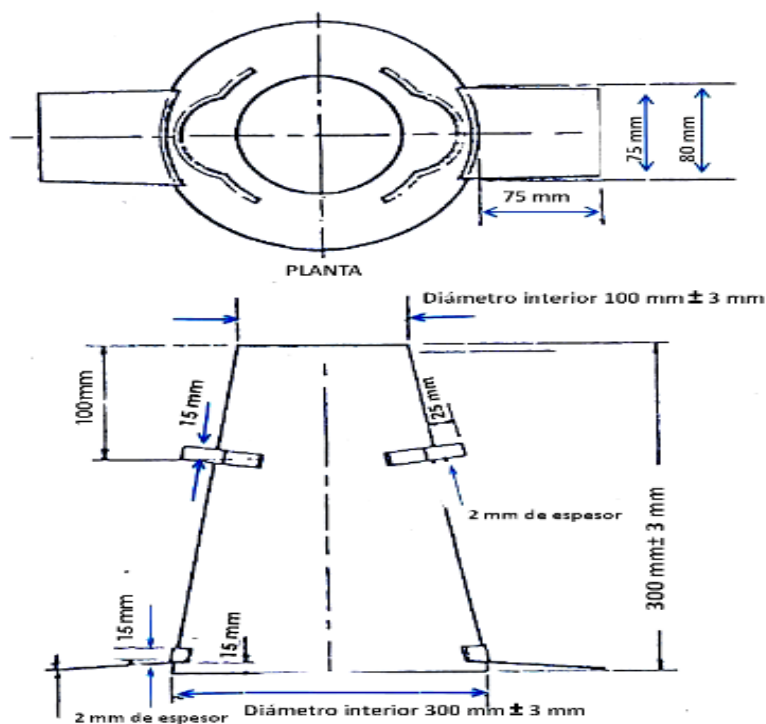 75 mm
80 mm
75 mm
PLANTA
Diámetro interior 100 mm ± 3 mm
100mm
15 mm
125 mm
2 mm de espesor
300 mm± 3 mm
15 mm
15 mm
Diámetro interior 300 mm ± 3 mm
2 mm de espesor